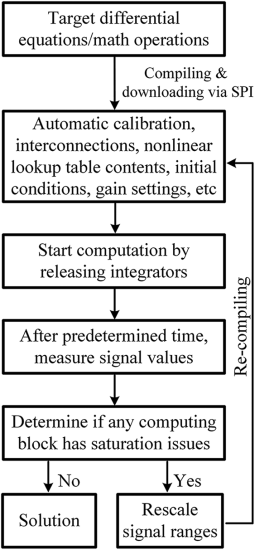 Target differential
equations/math operations
Compiling &
downloading via SPI
Automatic calibration,
interconnections, nonlinear
lookup table contents, initial
conditions, gain settings, etc
Start computation by
releasing integrators
After predetermined time,
measure signal values
Determine if any computing
block has saturation issues
No
Yes
Solution
Rescale
signal ranges
Re-compiling